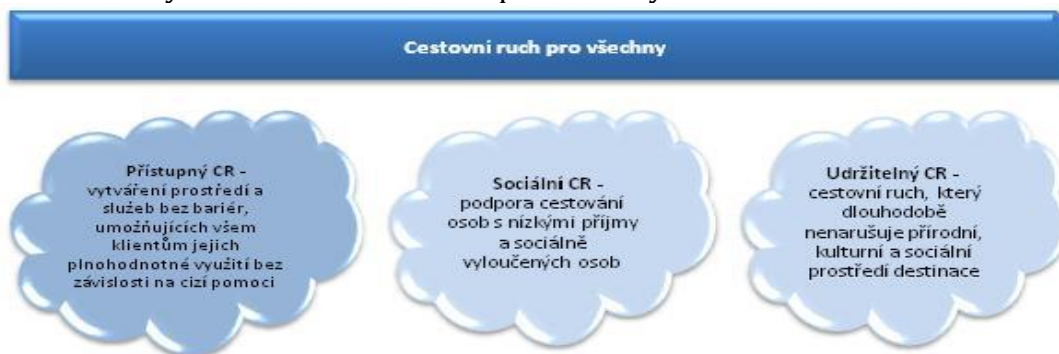 Cestovní ruch pro všechny
Přístupný CR -
vytváření prostředí a
služeb bez bariér,
umožňujících všem
klientům jejich
plnohodnotné využití bez
závislosti na cizí pomoci
Sociální CR -
podpora cestování
osob s nízkými příjmy
a sociálně
vyloučených osob
Udržitelný CR -
cestovní ruch, který
dlouhodobě
nenarušuje přírodní,
kulturní a sociální
prostředí destinace